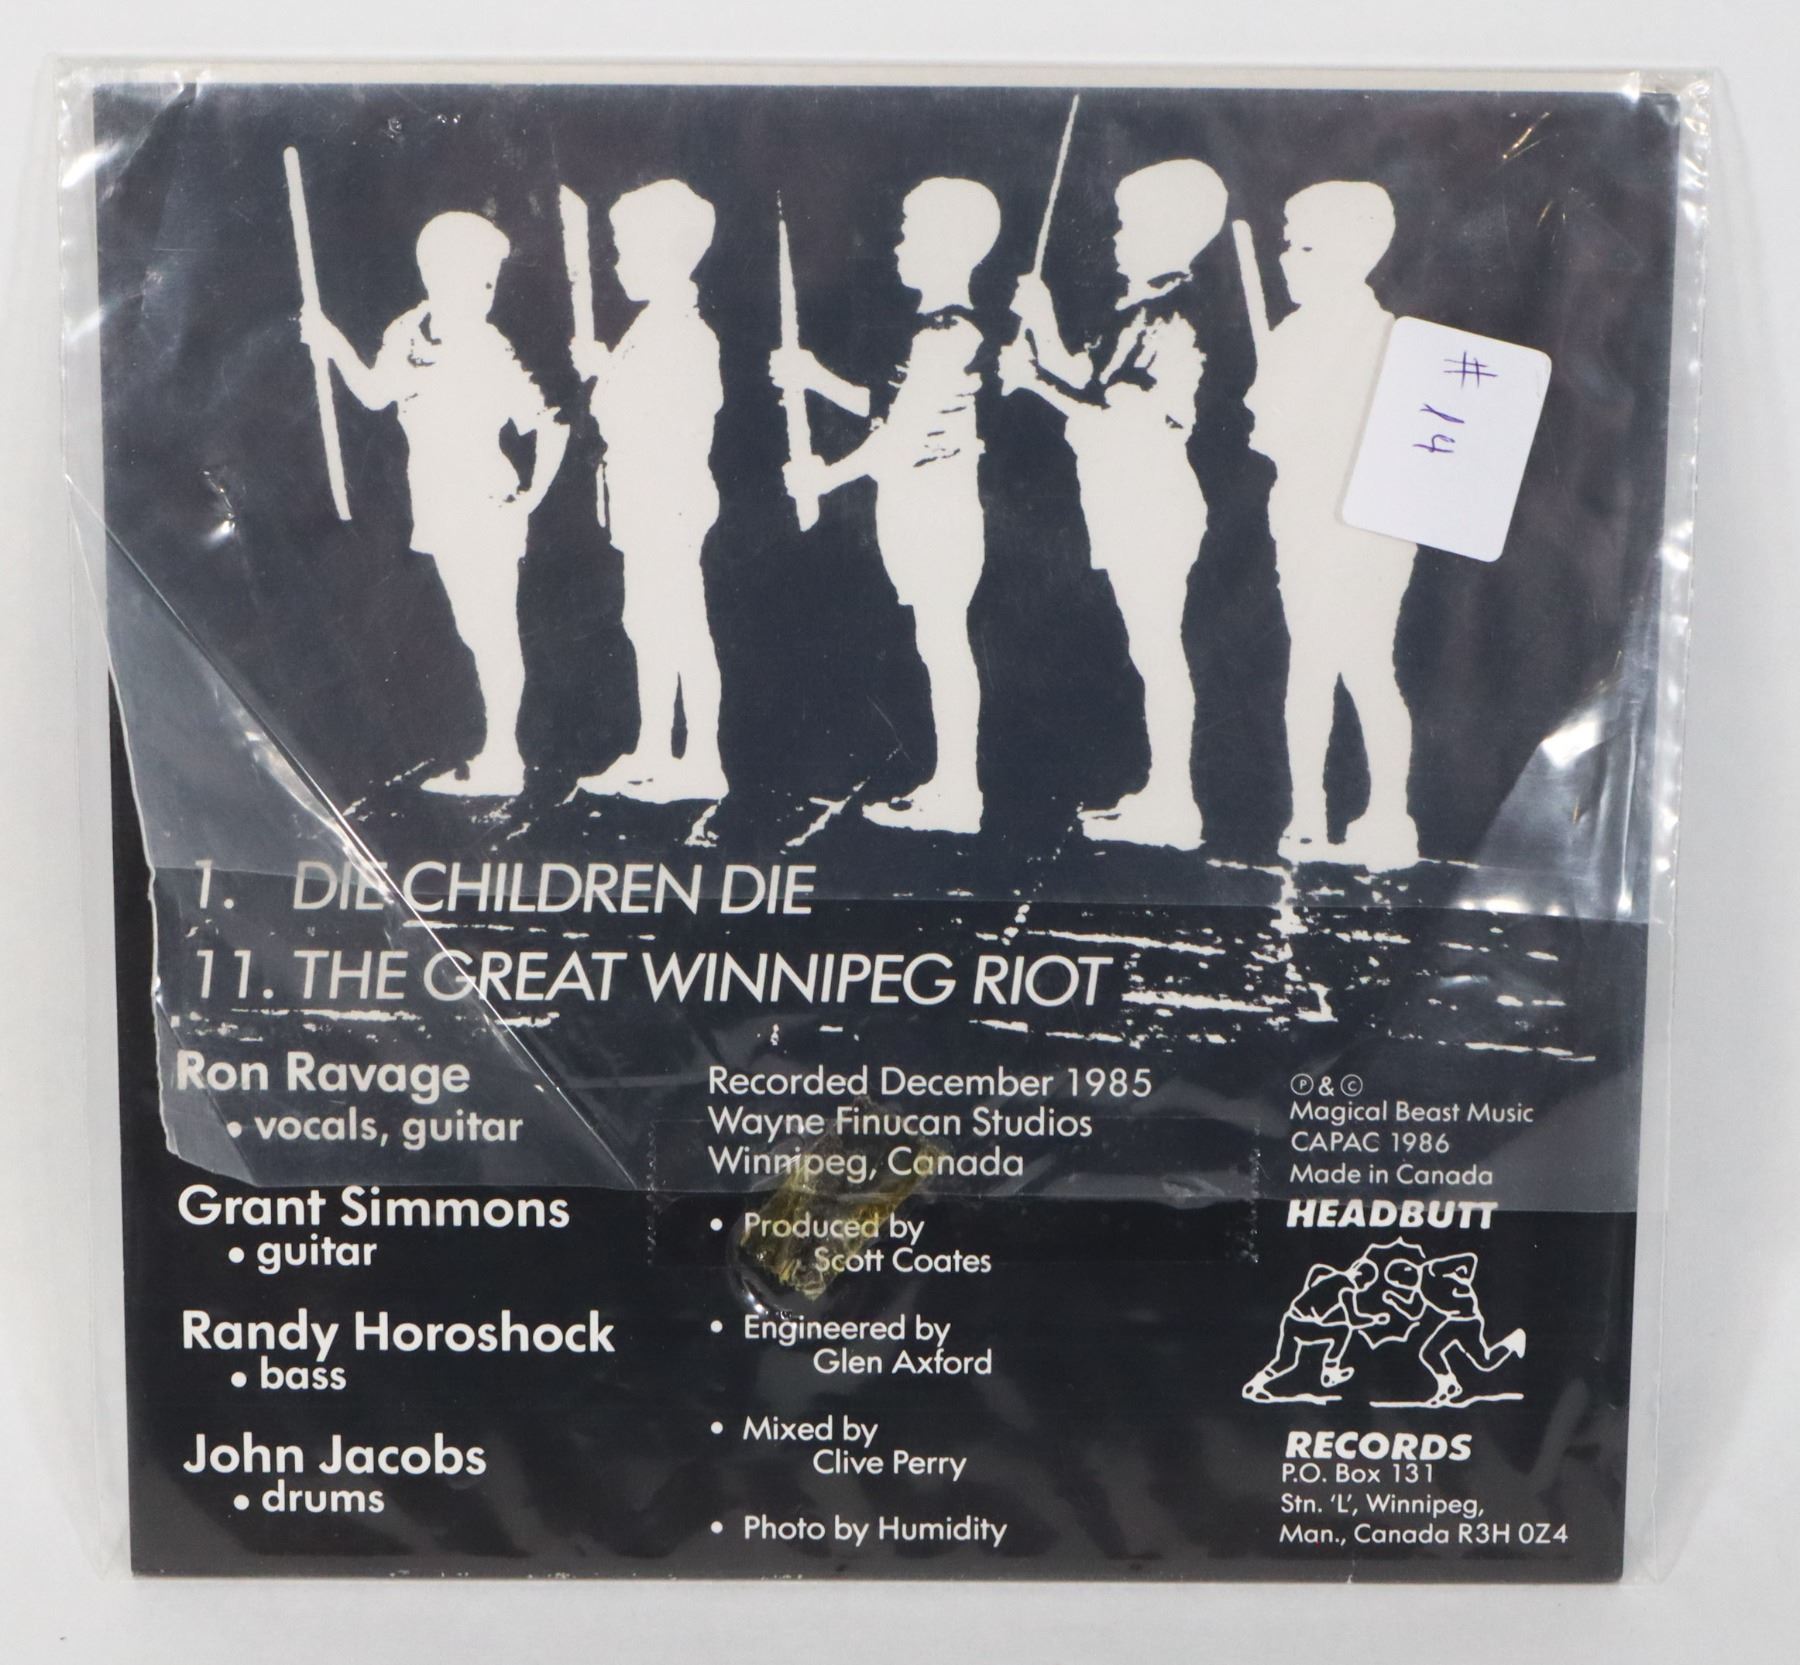 # 14
1. DIE CHILDREN DIE
11. THE GREAT WINNIPEG RIOT
Ron Ravage
• vocals, guitar
Grant Simmons
• guitar
Randy Horoshock
• bass
John Jacobs
• drums
Recorded December 1985
Wayne Finucan Studios
Winnipeg, Canada
• Produced by
Scott Coates
• Engineered by
Glen Axford
• Mixed by
Clive Perry
• Photo by Humidity
℗ & ©
Magical Beast Music
CAPAC 1986
Made in Canada
HEADBUTT
RECORDS
P.O. Box 131
Stn. 'L', Winnipeg,
Man., Canada R3H 0Z4